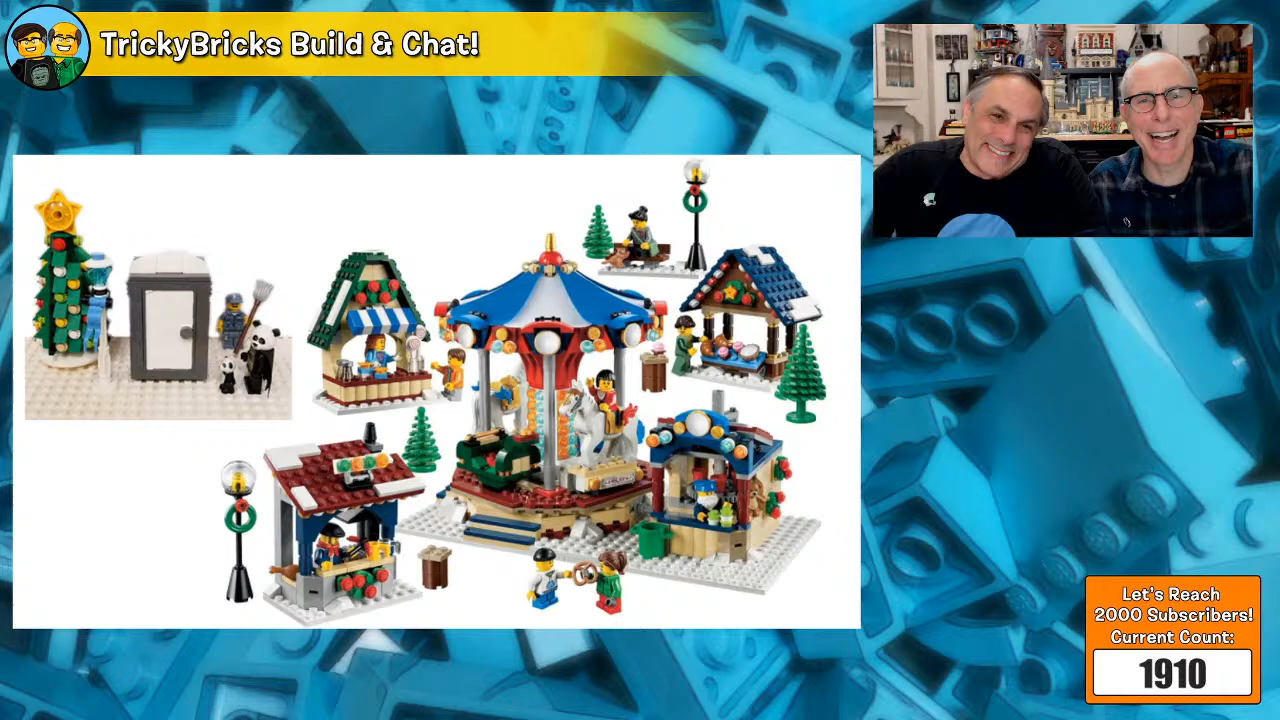 TrickyBricks Build & Chat!
Let's Reach
2000 Subscribers!
Current Count:
1910